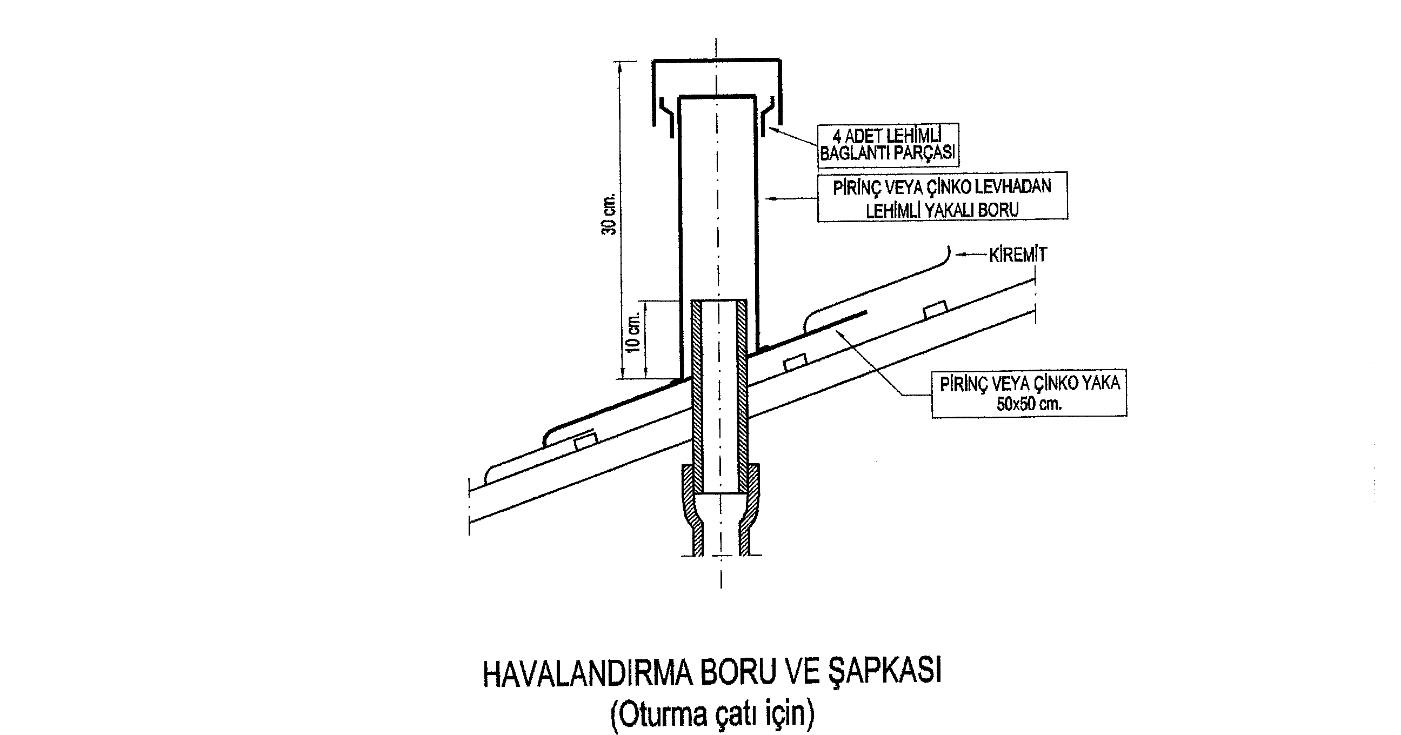 4 ADET LEHİMLİ
BAGLANTI PARÇASI
PİRİNÇ VEYA ÇİNKO LEVHADAN
LEHİMLİ YAKALI BORU
30 cm.
KİREMİT
10 cm.
PİRİNÇ VEYA ÇİNKO YAKA
50x50 cm.
HAVALANDIRMA BORU VE ŞAPKASI
(Oturma çatı için)